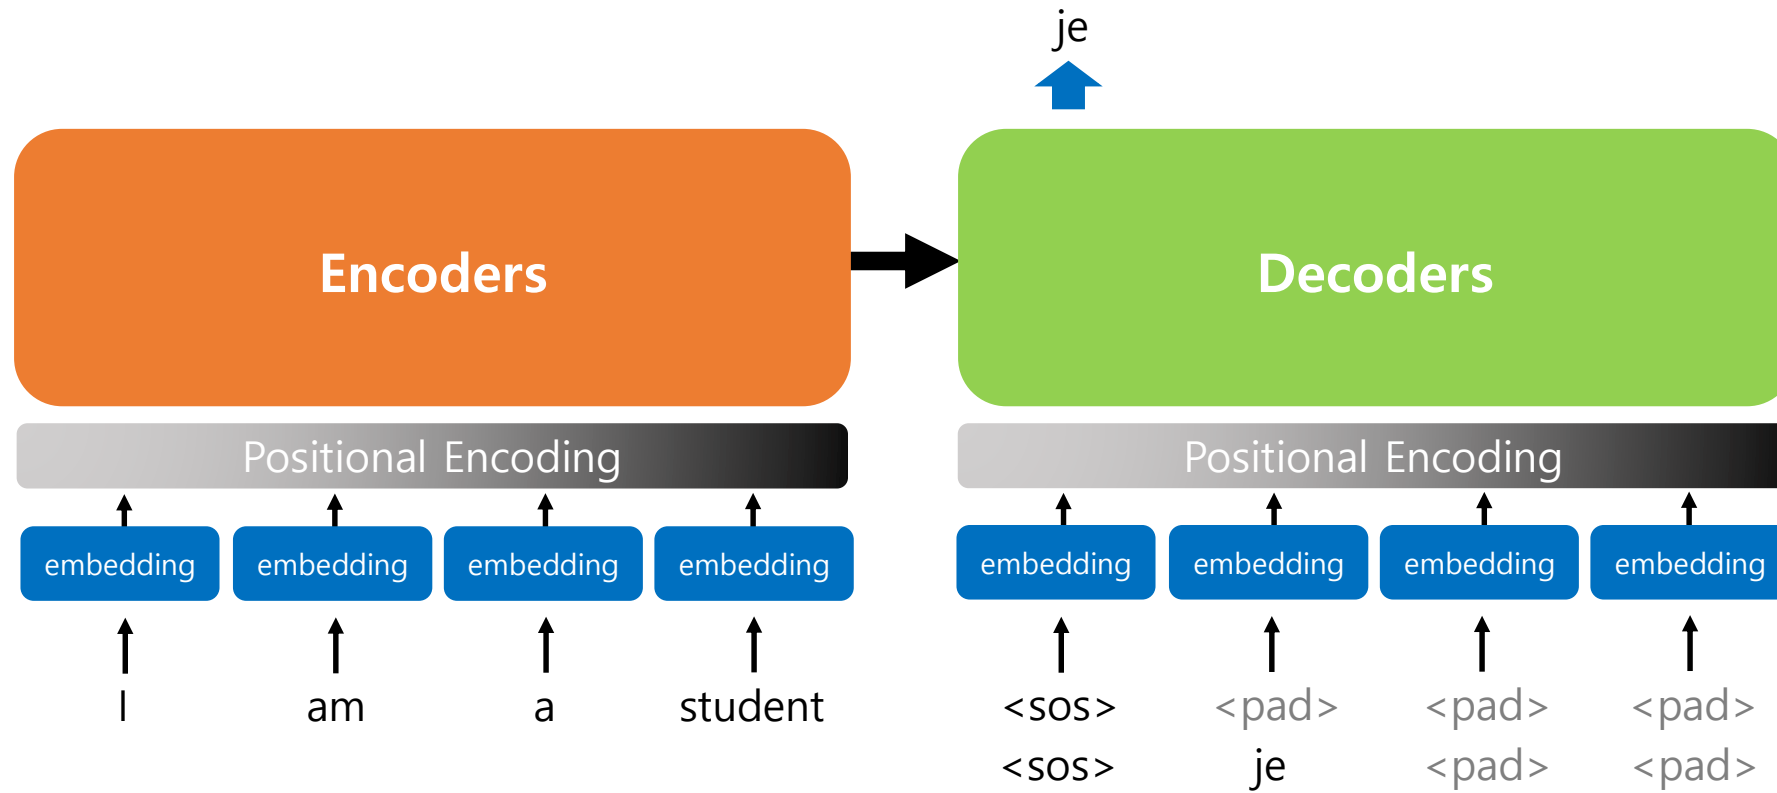 je
Encoders
Decoders
Positional Encoding
Positional Encoding
embedding embedding embedding embedding
embedding embedding embedding embedding
I am a student
<sos> <pad> <pad> <pad>
<sos> je <pad> <pad>